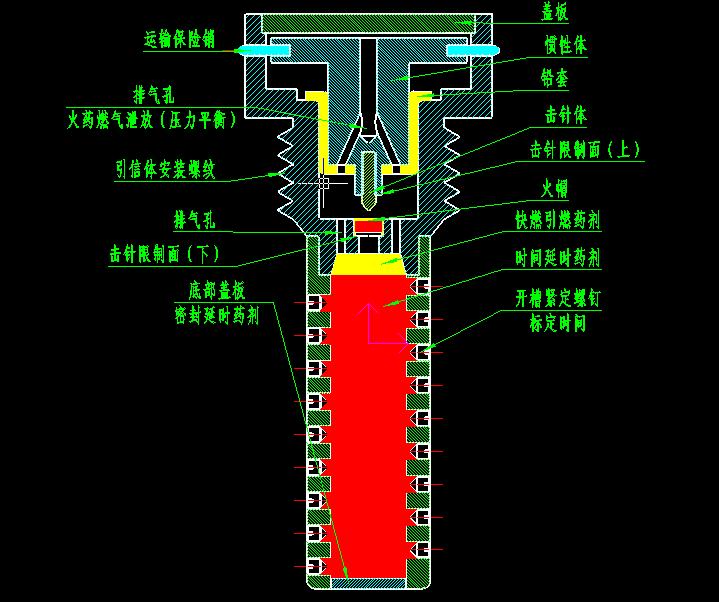 盖板
运输保险销
惯性体
铅套
排气孔
火药燃气泄放(压力平衡)
击针体
击针限制面(上)
引信体安装螺纹
火帽
排气孔
快燃引燃药剂
击针限制面(下)
时间延时药剂
底部盖板
密封延时药剂
开槽紧定螺钉
标定时间